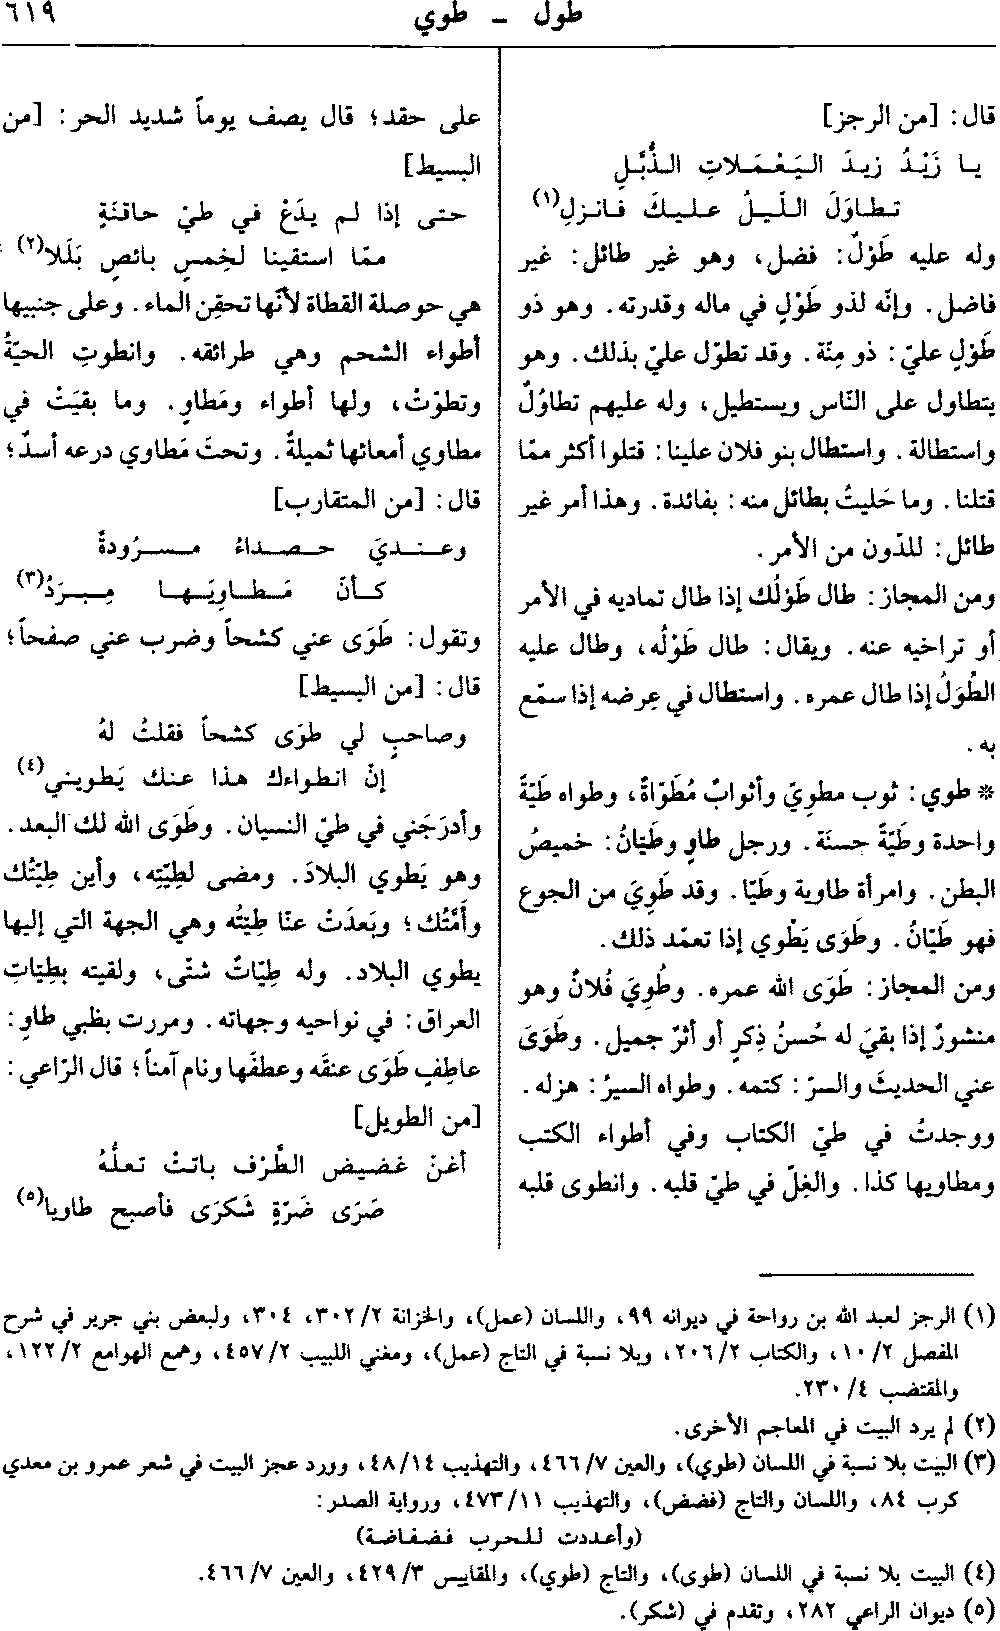 طول – طوي
٦١٩
قال: [من الرجز]
يا زَيْدُ زيدَ اليَعْمَلاتِ الذُّبَّلِ
تطاوَلَ اللّيلُ عليكَ فانزلِ(١)
وله عليه طَوْلٌ: فضل، وهو غير طائل: غير
فاضل. وإنّه لذو طَوْلٍ في ماله وقدرته. وهو ذو
طَوْلٍ عليّ: ذو مِنّة. وقد تطوّل عليّ بذلك. وهو
يتطاول على النّاس ويستطيل، وله عليهم تطاوُلٌ
واستطالة. واستطال بنو فلان علينا: قتلوا أكثر ممّا
قتلنا. وما حَليتُ بطائل منه: بفائدة. وهذا أمر غير
طائل: للدّون من الأمر.
ومن المجاز: طال طَوْلُك إذا طال تماديه في الأمر
أو تراخيه عنه. ويقال: طال طَوْلُه، وطال عليه
الطُوَلُ إذا طال عمره. واستطال في عِرضه إذا سمّع
به.
* طوي: ثوب مطويّ وأثوابٌ مُطَوّاةٌ، وطواه طَيّةً
واحدة وطَيّةً حسنَة. ورجل طاوٍ وطَيّانُ: خميصُ
البطن. وامرأة طاوية وطَيّا. وقد طَوِيَ من الجوع
فهو طَيّانُ. وطَوَى يَطْوي إذا تعمّد ذلك.
ومن المجاز: طَوَى الله عمره. وطُوِيَ فُلانٌ وهو
منشورٌ إذا بقيَ له حُسنُ ذِكرٍ أو أثرٌ جميل. وطَوَىَ
عني الحديثَ والسرّ: كتمه. وطواه السيرُ: هزله.
ووجدتُ في طيّ الكتاب وفي أطواء الكتب
ومطاويها كذا. والغِلّ في طيّ قلبه. وانطوى قلبه
على حقد؛ قال يصف يوماً شديد الحر: [من
البسيط]
حتى إذا لم يدَعْ في طيّ حاقنَةٍ
ممّا استقينا لخِمسٍ بائصٍ بَلَلا(٢)
هي حوصلة القطاة لأنّها تحقِن الماء. وعلى جنبيها
أطواء الشحم وهي طرائقه. وانطوتِ الحيّةُ
وتطوّتْ، ولها أطواء ومَطاوٍ. وما بقيَتْ في
مطاوي أمعائها ثميلةٌ. وتحتَ مَطاوي درعه أسدٌ؛
قال: [من المتقارب]
وعنديَ حصداءُ مسرُودةٌ
كأنّ مَطاوِيَها مِبرَدُ(٣)
وتقول: طَوَى عني كشحاً وضرب عني صفحاً؛
قال: [من البسيط]
وصاحبٍ لي طوَى كشحاً فقلتُ لهُ
إنّ انطواءك هذا عنك يَطويني(٤)
وأدرَجَني في طيّ النسيان. وطَوَى الله لك البعد.
وهو يَطوي البلادَ. ومضى لطِيّتِه، وأين طِيّتُك
وأَمَّتُك؛ وبَعدَتْ عنّا طِيّتُه وهي الجهة التي إليها
يطوي البلاد. وله طِيّاتٌ شتّى، ولقيته بطِيّاتِ
العراق: في نواحيه وجهاته. ومررت بظبي طاوٍ:
عاطِفٍ طَوَى عنقَه وعطفَها ونام آمناً؛ قال الرّاعي:
[من الطويل]
أغنّ غضيض الطَّرْف باتتْ تعلُّهُ
صَرَى ضَرّةٍ شَكرَى فأصبح طاويا(٥)
(١) الرجز لعبد الله بن رواحة في ديوانه ٩٩، واللسان (عمل)، والخزانة ٣٠٢/٢، ٣٠٤، ولبعض بني جرير في شرح
المفصل ١٠/٢، والكتاب ٢٠٦/٢، وبلا نسبة في التاج (عمل)، ومغني اللبيب ٤٥٧/٢، وهمع الهوامع ١٢٢/٢،
والمقتضب ٢٣٠/٤.
(٢) لم يرد البيت في المعاجم الأخرى.
(٣) البيت بلا نسبة في اللسان (طوي)، والعين ٤٦٦/٧، والتهذيب ٤٨/١٤، وورد عجز البيت في شعر عمرو بن معدي
كرب ٨٤، واللسان والتاج (فضض)، والتهذيب ٤٧٣/١١، ورواية الصدر:
(وأعددت للحرب فضفاضة)
(٤) البيت بلا نسبة في اللسان (طوى)، والتاج (طوي)، والمقاييس ٤٢٩/٣، والعين ٤٦٦/٧.
(٥) ديوان الراعي ٢٨٢، وتقدم في (شكر).